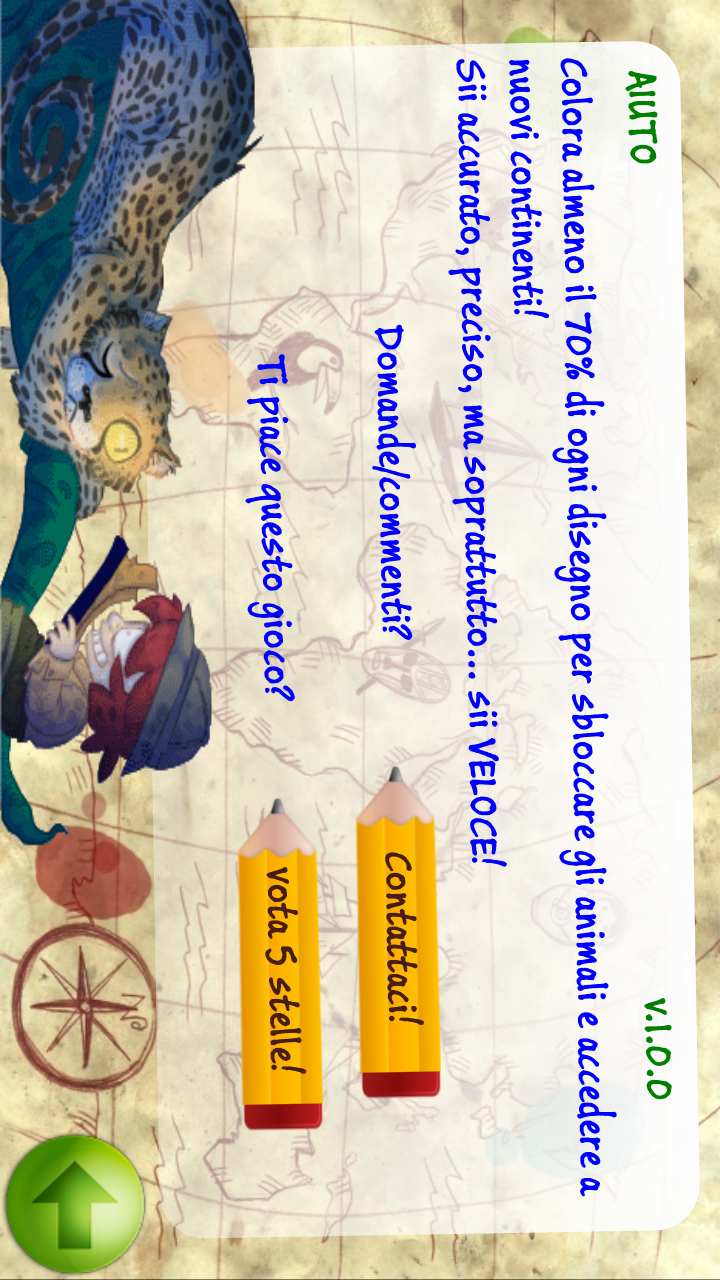 AIUTO
v.1.0.0
Colora almeno il 70% di ogni disegno per sbloccare gli animali e accedere a
nuovi continenti!
Sii accurato, preciso, ma soprattutto... sii VELOCE!
Domande/commenti?
Contattaci!
Ti piace questo gioco?
vota 5 stelle!